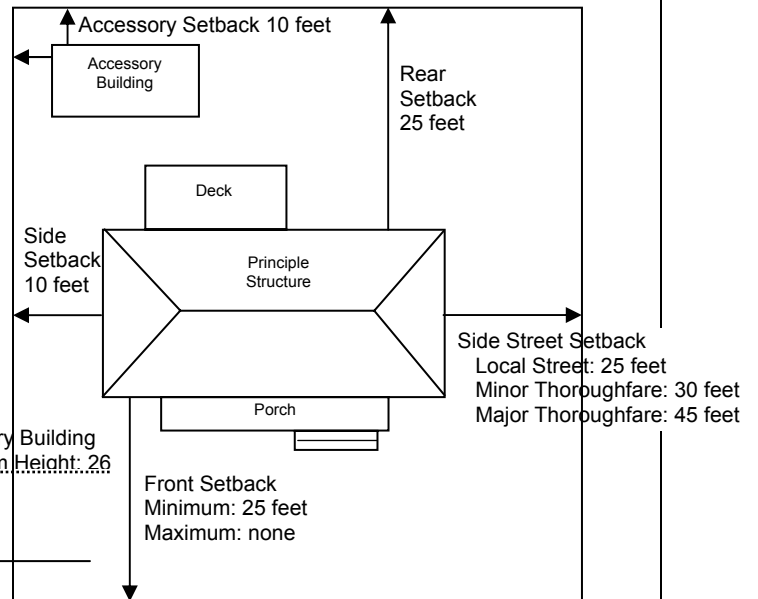 Accessory Setback 10 feet
Accessory
Building
Rear
Setback
25 feet
Deck
Side
Setback
10 feet
Principle
Structure
Side Street Setback
Local Street: 25 feet
Minor Thoroughfare: 30 feet
Major Thoroughfare: 45 feet
Porch
Building
Height: 26
Front Setback
Minimum: 25 feet
Maximum: none